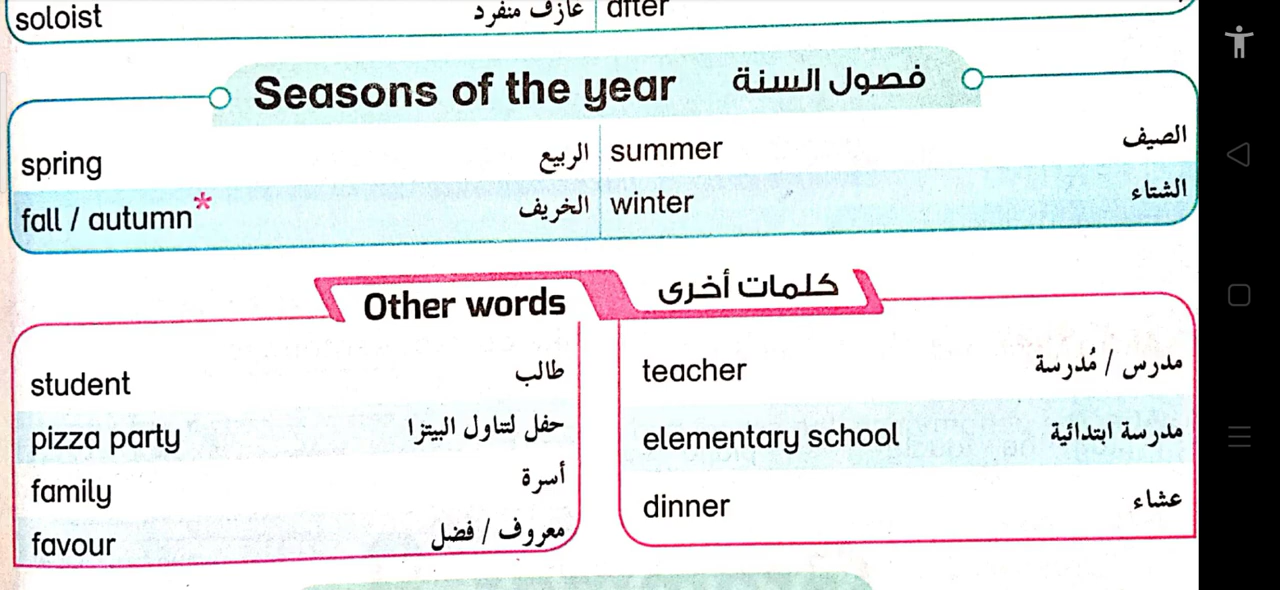 soloist عازف منفرد after
Seasons of the year فصول السنة
spring الربيع summer الصيف
fall / autumn* الخريف winter الشتاء
Other words كلمات أخرى
student طالب teacher مدرس / مُدرسة
pizza party حفل لتناول البيتزا elementary school مدرسة ابتدائية
family أسرة dinner عشاء
favour معروف / فضل